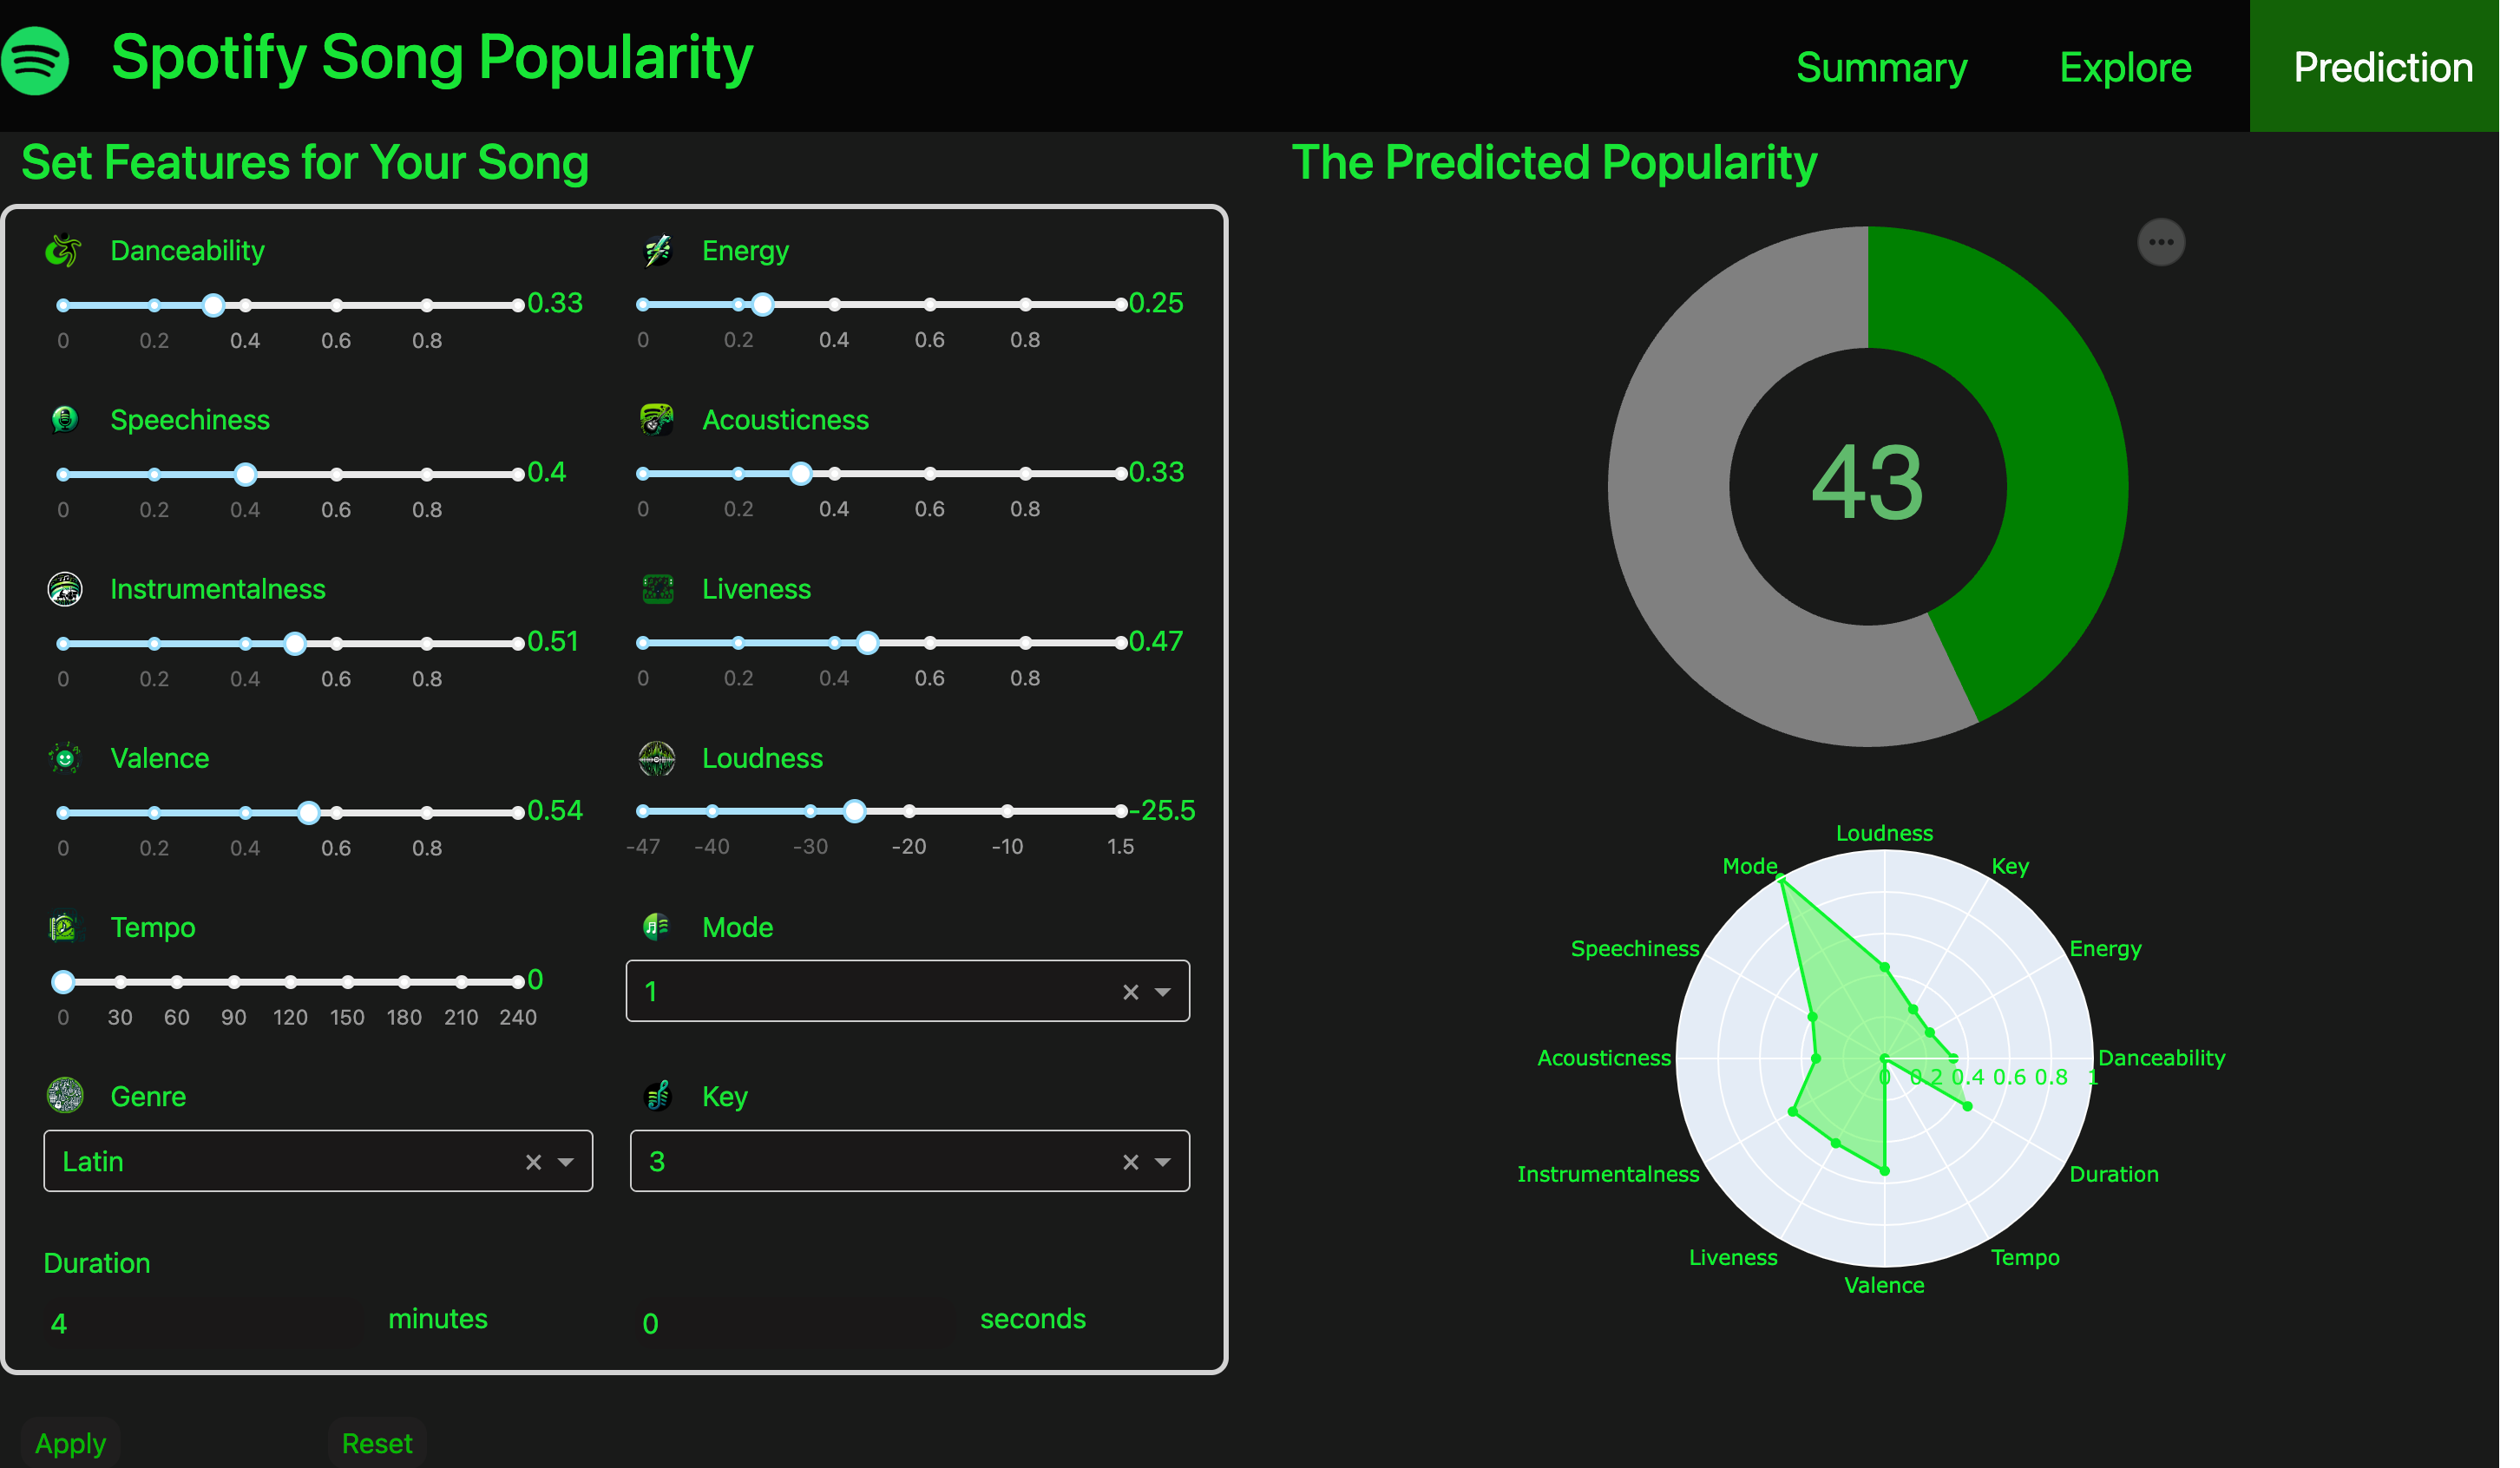 Spotify Song Popularity
Summary
Explore
Prediction
Set Features for Your Song
Danceability
0.33
0 0.2 0.4 0.6 0.8
Energy
0.25
0 0.2 0.4 0.6 0.8
Speechiness
0.4
0 0.2 0.4 0.6 0.8
Acousticness
0.33
0 0.2 0.4 0.6 0.8
Instrumentalness
0.51
0 0.2 0.4 0.6 0.8
Liveness
0.47
0 0.2 0.4 0.6 0.8
Valence
0.54
0 0.2 0.4 0.6 0.8
Loudness
-25.5
-47 -40 -30 -20 -10 1.5
Tempo
0
0 30 60 90 120 150 180 210 240
Mode
1
Genre
Latin
Key
3
Duration
4 minutes 0 seconds
Apply
Reset
The Predicted Popularity
43
Loudness
Mode
Key
Speechiness
Energy
Acousticness
Danceability
0 0.2 0.4 0.6 0.8 1
Instrumentalness
Duration
Liveness
Tempo
Valence